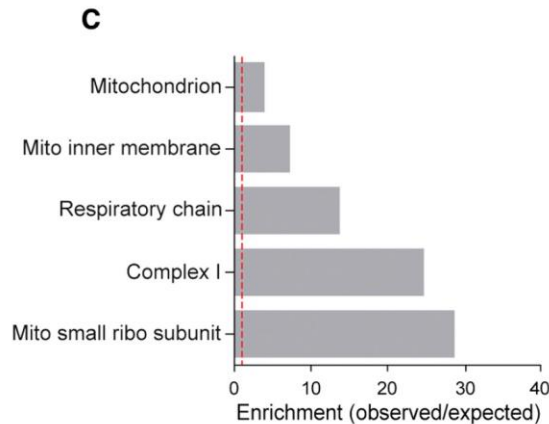 C
Mitochondrion
Mito inner membrane
Respiratory chain
Complex I
Mito small ribo subunit
0 10 20 30 40
Enrichment (observed/expected)